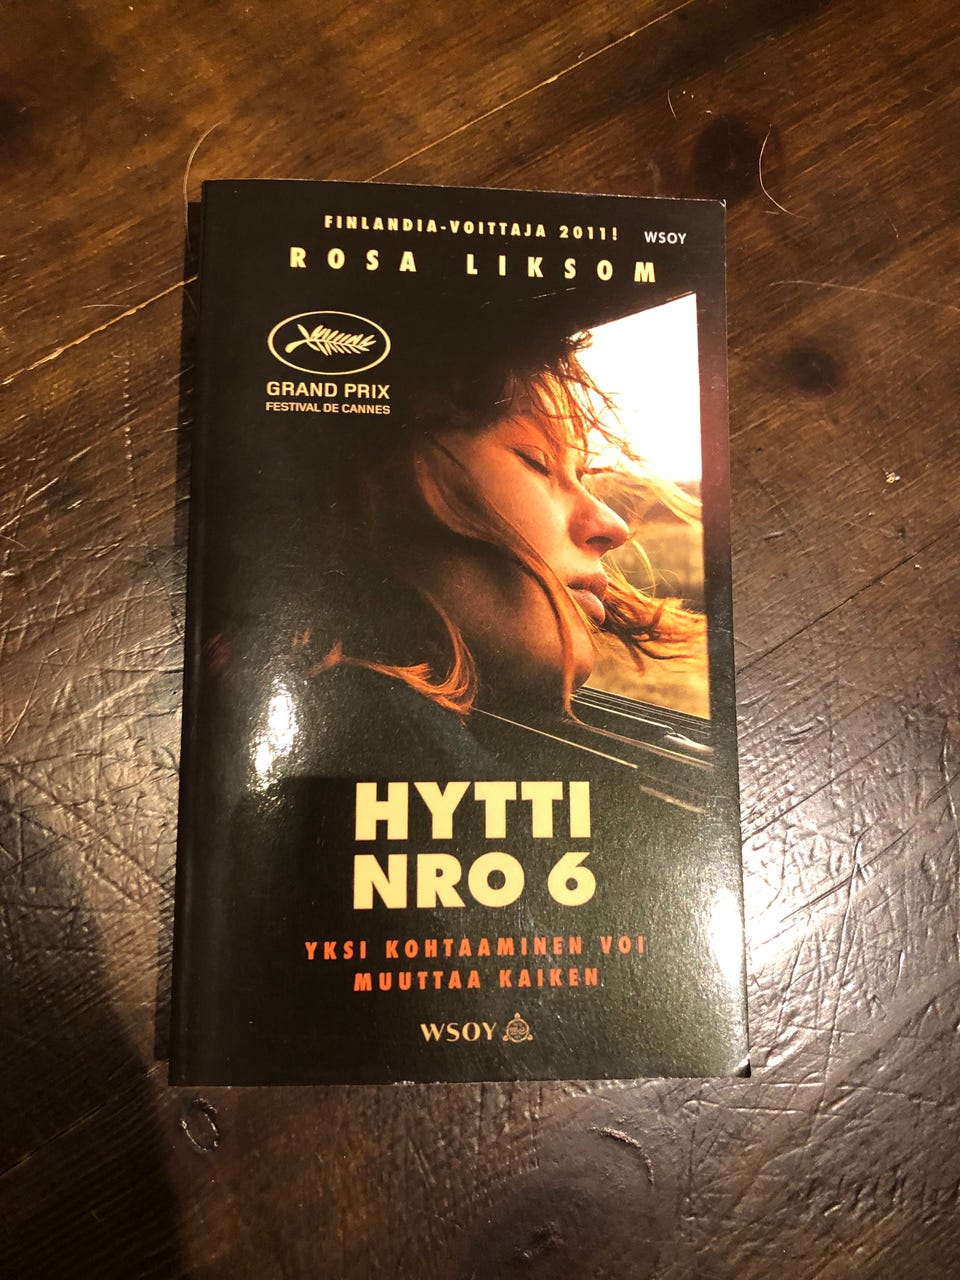 FINLANDIA-VOITTAJA 2011!
WSOY
ROSA LIKSOM
GRAND PRIX
FESTIVAL DE CANNES
HYTTI
NRO 6
YKSI KOHTAAMINEN VOI
MUUTTAA KAIKEN
WSOY